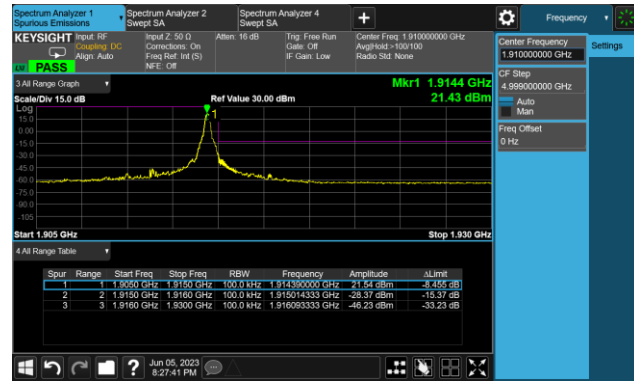 Spectrum Analyzer 1
Spurious Emissions
Spectrum Analyzer 2
Swept SA
Spectrum Analyzer 4
Swept SA
+
Frequency
KEYSIGHT
Input: RF
Coupling: DC
Align: Auto
Input Z: 50 Ω
Corrections: On
Freq Ref: Int (S)
NFE: Off
Atten: 16 dB
Trig: Free Run
Gate: Off
IF Gain: Low
Center Freq: 1.910000000 GHz
Avg|Hold:>100/100
Radio Std: None
PASS
Center Frequency
1.910000000 GHz
Settings
CF Step
4.999000000 GHz
Auto
Man
Freq Offset
0 Hz
3 All Range Graph
Mkr1 1.9144 GHz
21.43 dBm
Scale/Div 15.0 dB
Ref Value 30.00 dBm
Log
15.0
0.00
-15.0
-30.0
-45.0
-60.0
-75.0
-90.0
-105
1
Start 1.905 GHz
Stop 1.930 GHz
4 All Range Table
Spur Range Start Freq Stop Freq RBW Frequency Amplitude ΔLimit
1 1 1.9050 GHz 1.9150 GHz 100.0 kHz 1.914390000 GHz 21.54 dBm -8.455 dB
2 2 1.9150 GHz 1.9160 GHz 100.0 kHz 1.915014333 GHz -28.37 dBm -15.37 dB
3 3 1.9160 GHz 1.9300 GHz 100.0 kHz 1.916093333 GHz -46.23 dBm -33.23 dB
?
Jun 05, 2023
8:27:41 PM